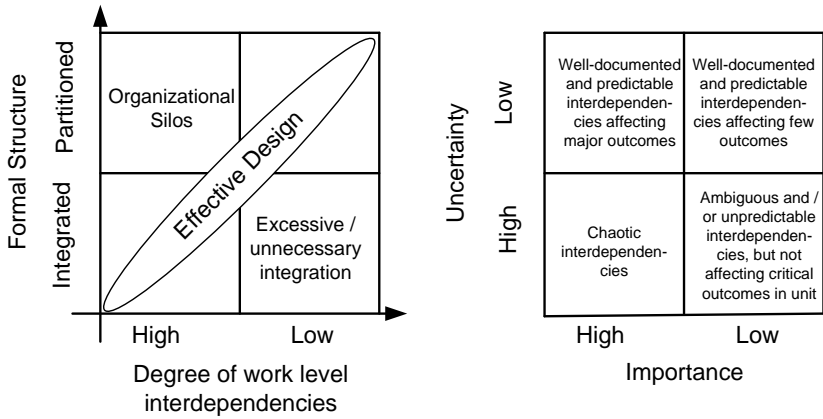 Formal Structure
Partitioned
Integrated
Organizational
Silos
Effective Design
Excessive /
unnecessary
integration
High
Low
Degree of work level
interdependencies
Uncertainty
Low
High
Well-documented
and predictable
interdependen-
cies affecting
major outcomes
Well-documented
and predictable
interdependen-
cies affecting few
outcomes
Chaotic
interdependen-
cies
Ambiguous and /
or unpredictable
interdependen-
cies, but not
affecting critical
outcomes in unit
High
Low
Importance